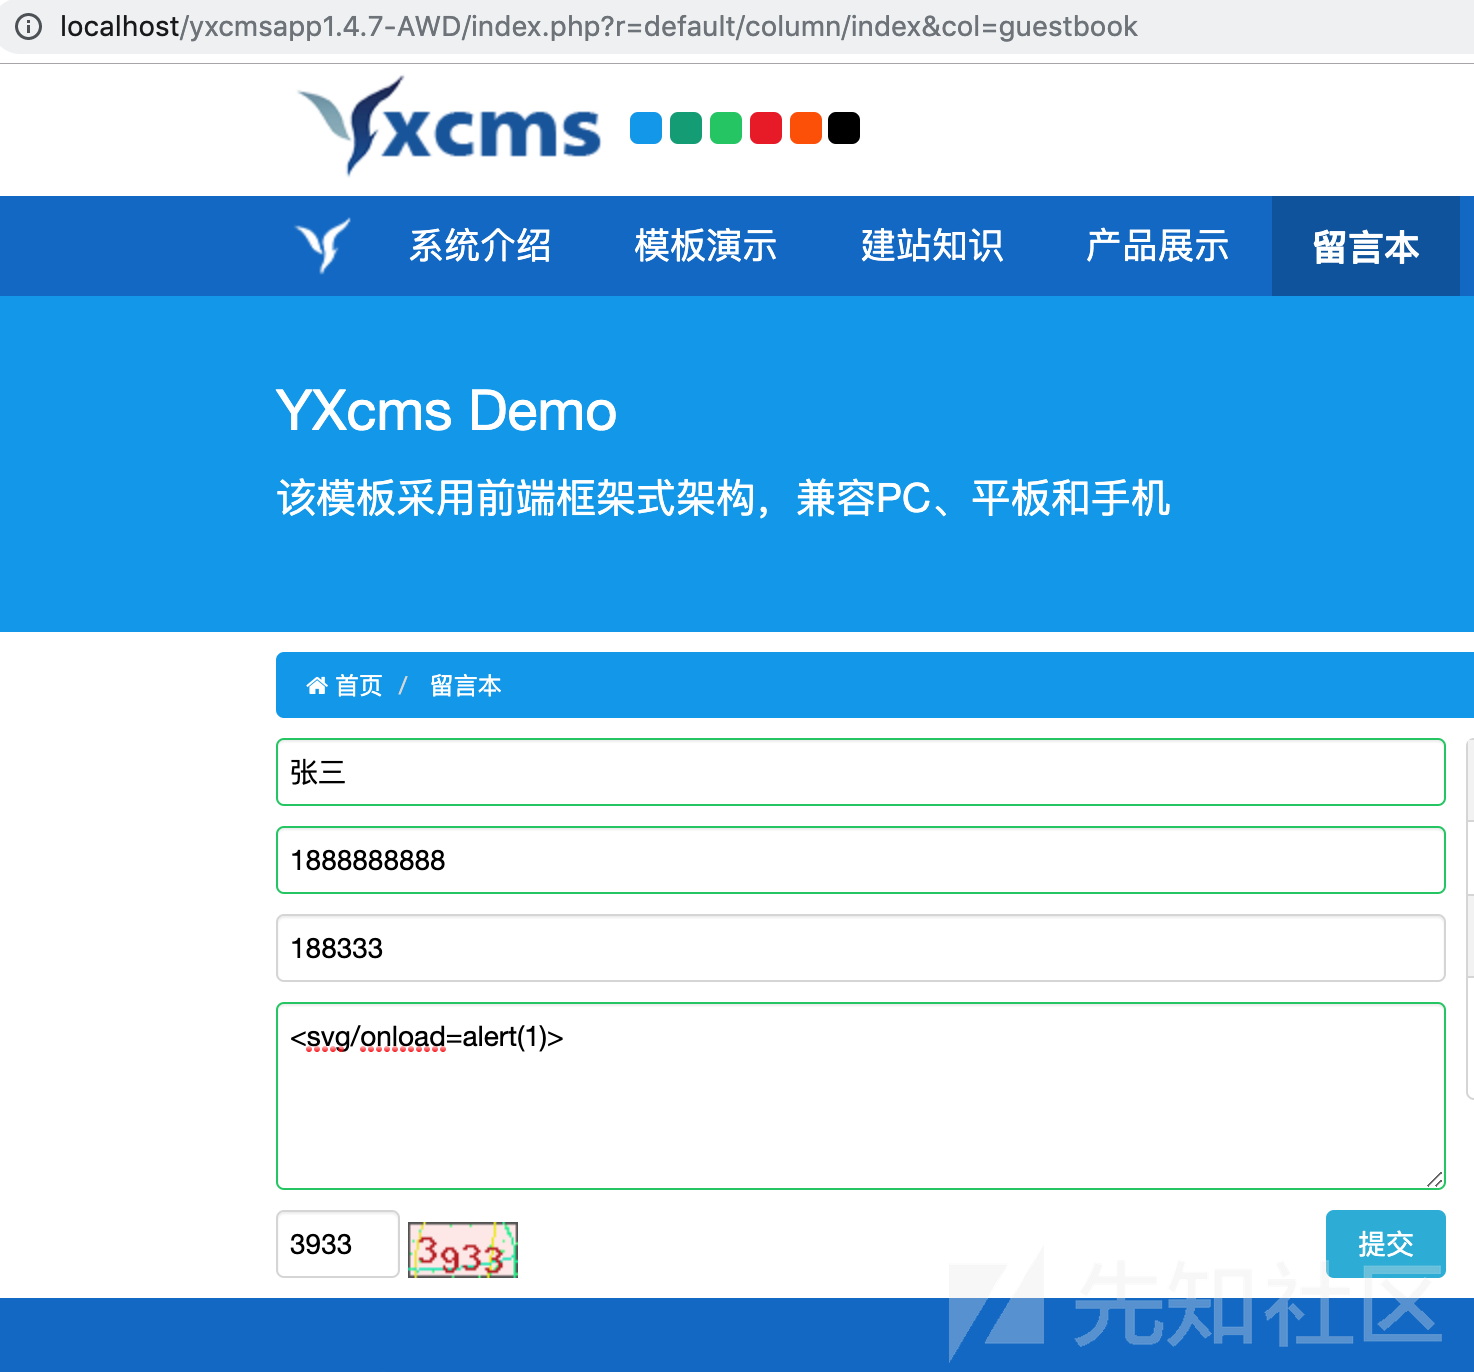 localhost/yxcmsapp1.4.7-AWD/index.php?r=default/column/index&col=guestbook
Yxcms
系统介绍 模板演示 建站知识 产品展示 留言本
YXcms Demo
该模板采用前端框架式架构，兼容PC、平板和手机
首页 / 留言本
张三
1888888888
188333
<svg/onload=alert(1)>
3933 3933 提交
先知社区